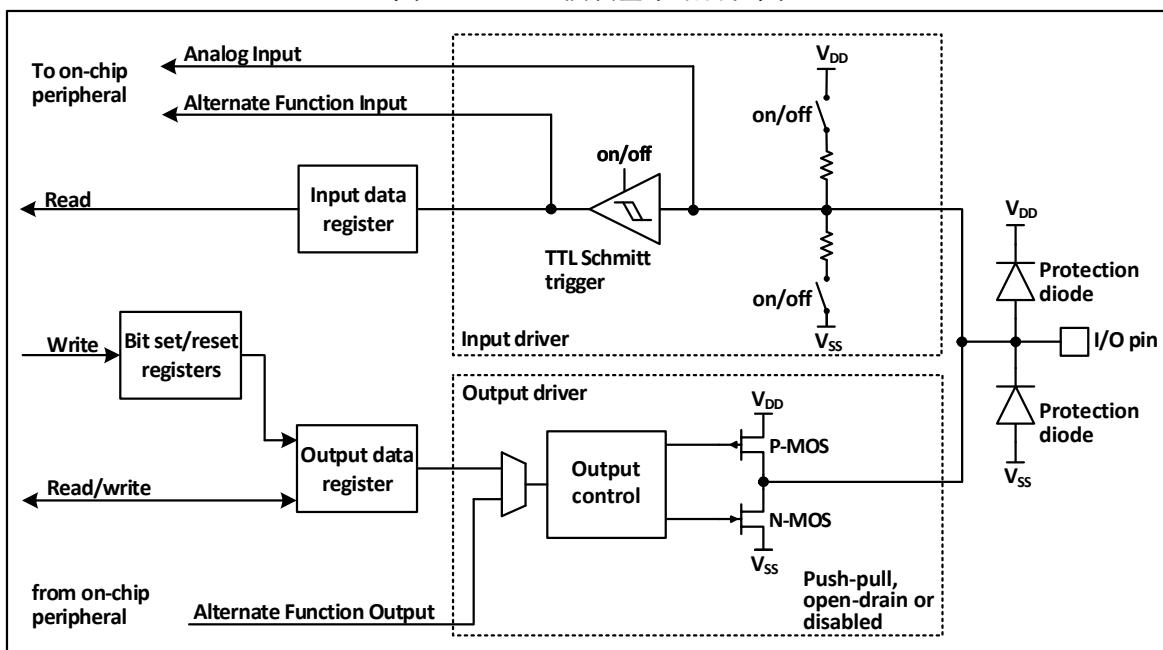 Analog Input
To on-chip
peripheral
Alternate Function Input
V_DD
on/off
on/off
Read
Input data
register
TTL Schmitt
trigger
on/off
V_SS
Input driver
V_DD
Protection
diode
I/O pin
Protection
diode
V_SS
Write
Bit set/reset
registers
Output driver
Output data
register
Read/write
Output
control
V_DD
P-MOS
N-MOS
V_SS
Push-pull,
open-drain or
disabled
from on-chip
peripheral
Alternate Function Output